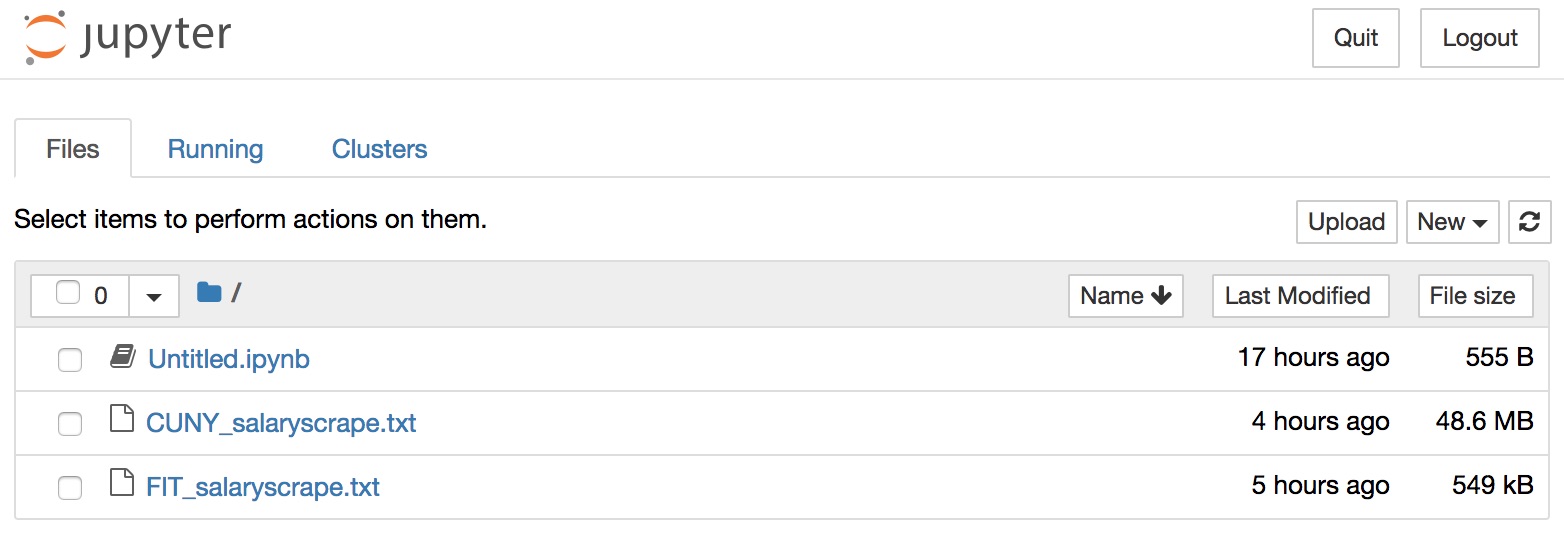 jupyter Quit Logout
Files Running Clusters
Select items to perform actions on them. Upload New
0 / Name Last Modified File size
Untitled.ipynb 17 hours ago 555 B
CUNY_salaryscrape.txt 4 hours ago 48.6 MB
FIT_salaryscrape.txt 5 hours ago 549 kB